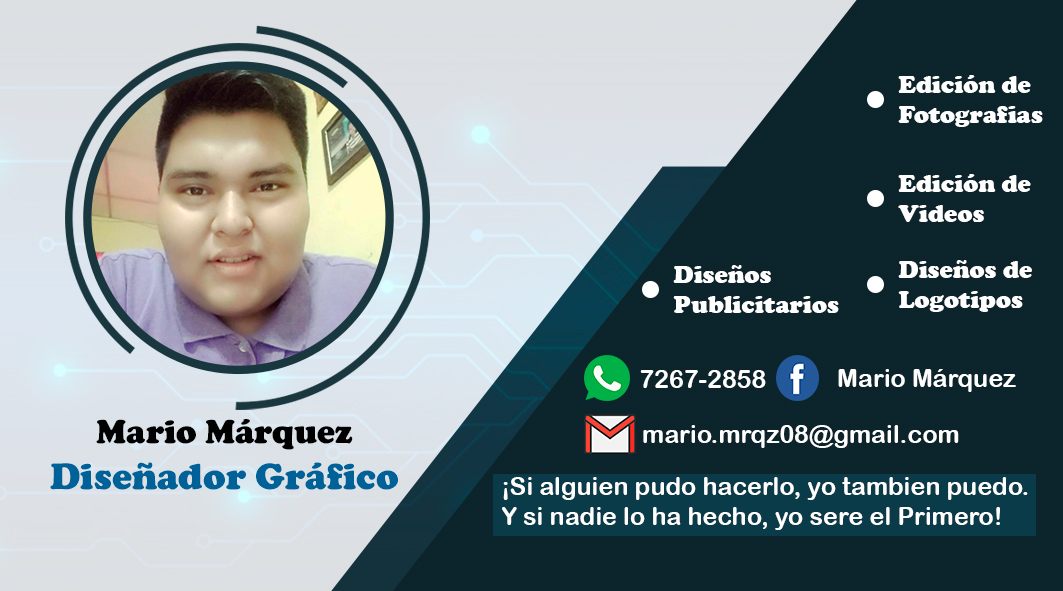 Mario Márquez
Diseñador Gráfico
Edición de
Fotografias
Edición de
Videos
Diseños
Publicitarios
Diseños de
Logotipos
7267-2858
Mario Márquez
mario.mrqz08@gmail.com
¡Si alguien pudo hacerlo, yo tambien puedo.
Y si nadie lo ha hecho, yo sere el Primero!